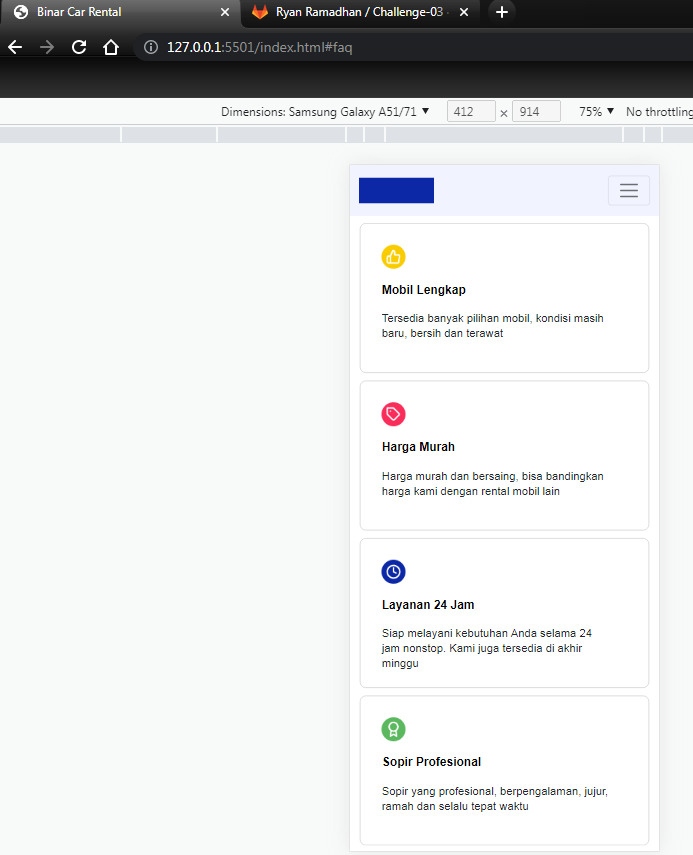 Binar Car Rental
Ryan Ramadhan / Challenge-03
127.0.0.1:5501/index.html#faq
Dimensions: Samsung Galaxy A51/71 ▼ 412 × 914 75% ▼ No throttling
Mobil Lengkap
Tersedia banyak pilihan mobil, kondisi masih
baru, bersih dan terawat
Harga Murah
Harga murah dan bersaing, bisa bandingkan
harga kami dengan rental mobil lain
Layanan 24 Jam
Siap melayani kebutuhan Anda selama 24
jam nonstop. Kami juga tersedia di akhir
minggu
Sopir Profesional
Sopir yang profesional, berpengalaman, jujur,
ramah dan selalu tepat waktu